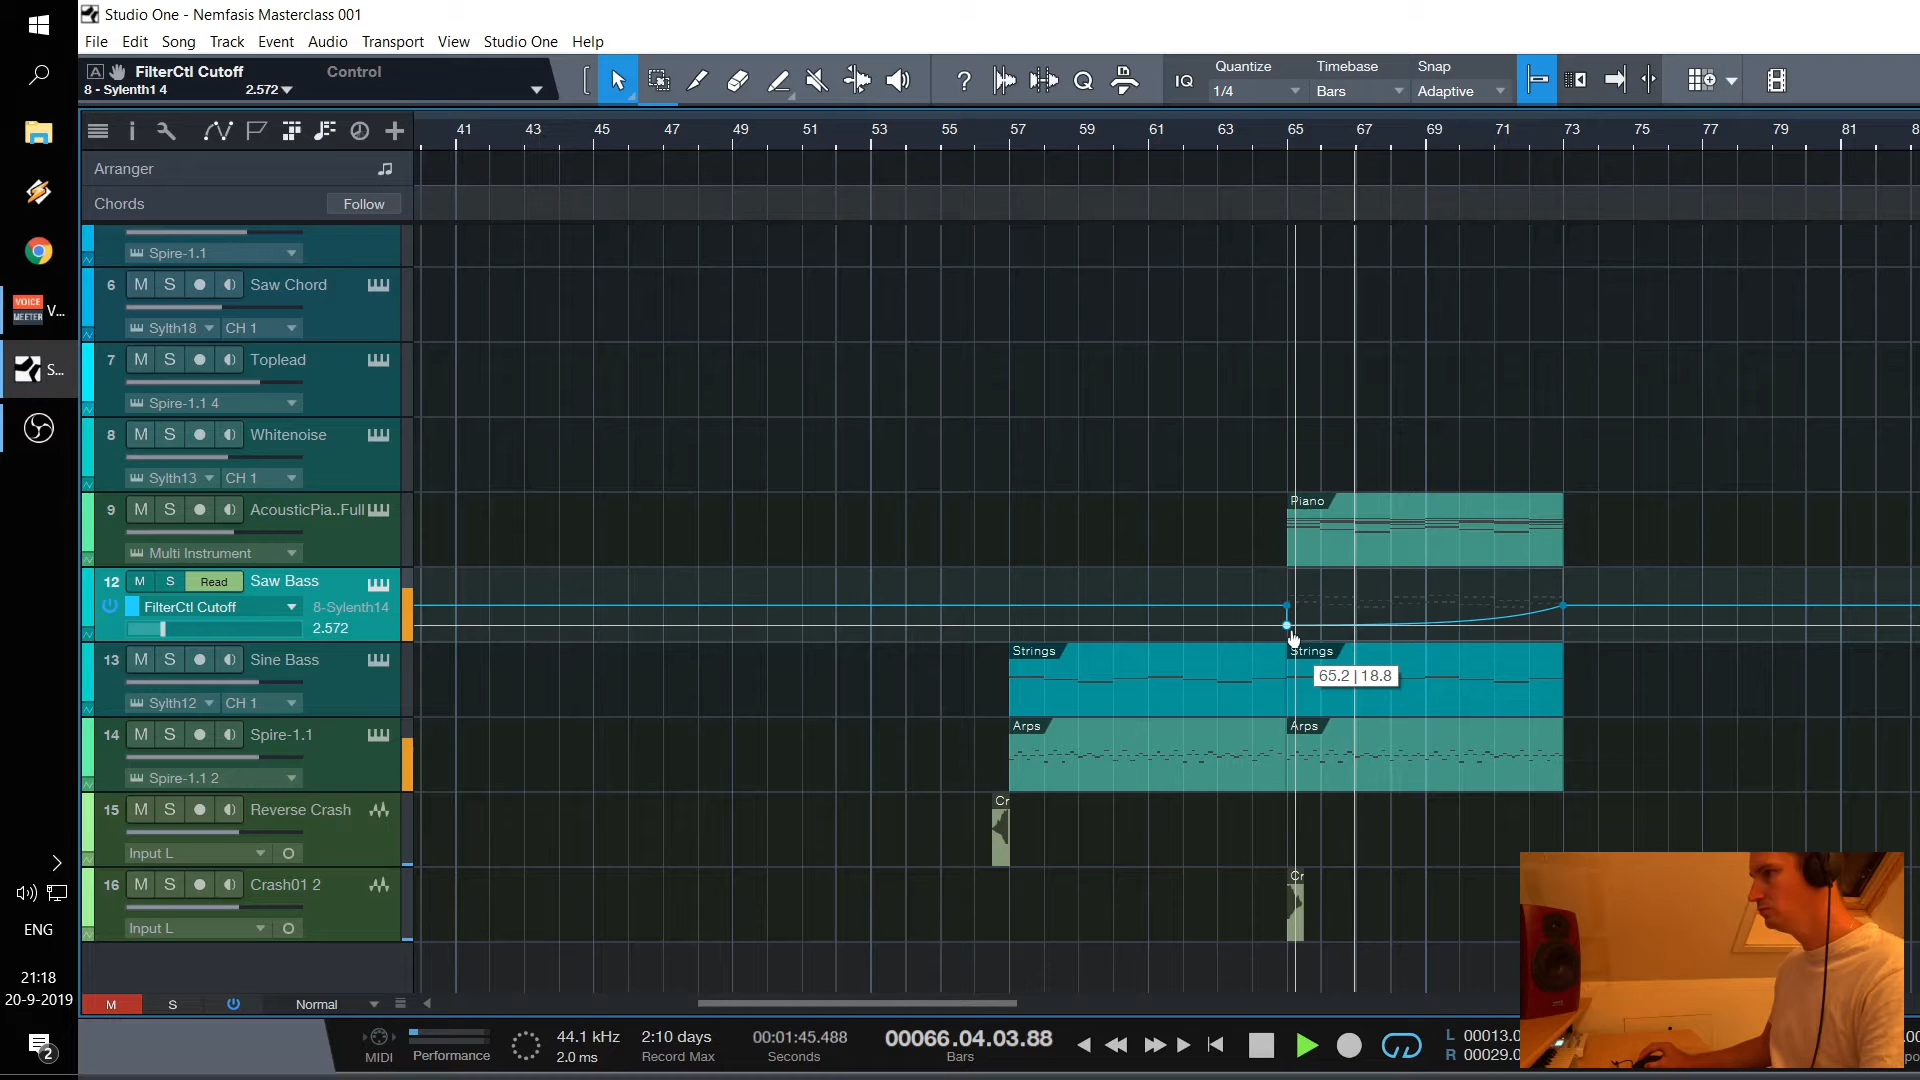 Studio One - Nemfasis Masterclass 001
File Edit Song Track Event Audio Transport View Studio One Help
A FilterCtl Cutoff Control
8 - Sylenth1 4 2.572
IQ Quantize Timebase Snap
1/4 Bars Adaptive
41 43 45 47 49 51 53 55 57 59 61 63 65 67 69 71 73 75 77 79 81 8
Arranger
Chords Follow
Spire-1.1
6 M S Saw Chord
Sylth18 CH 1
7 M S Toplead
Spire-1.1 4
8 M S Whitenoise
Sylth13 CH 1
9 M S AcousticPia..Full
Multi Instrument
Piano
12 M S Read Saw Bass
FilterCtl Cutoff 8-Sylenth14
2.572
13 M S Sine Bass
Sylth12 CH 1
Strings Strings
65.2 | 18.8
14 M S Spire-1.1
Spire-1.1 2
Arps Arps
15 M S Reverse Crash
Input L
Cr
16 M S Crash01 2
Input L
Cr
M S Normal
MIDI Performance
44.1 kHz
2.0 ms
2:10 days
Record Max
00:01:45.488
Seconds
00066.04.03.88
Bars
L 00013.0
R 00029.0
VOICE
MEETER
V...
S...
ENG
21:18
20-9-2019
2